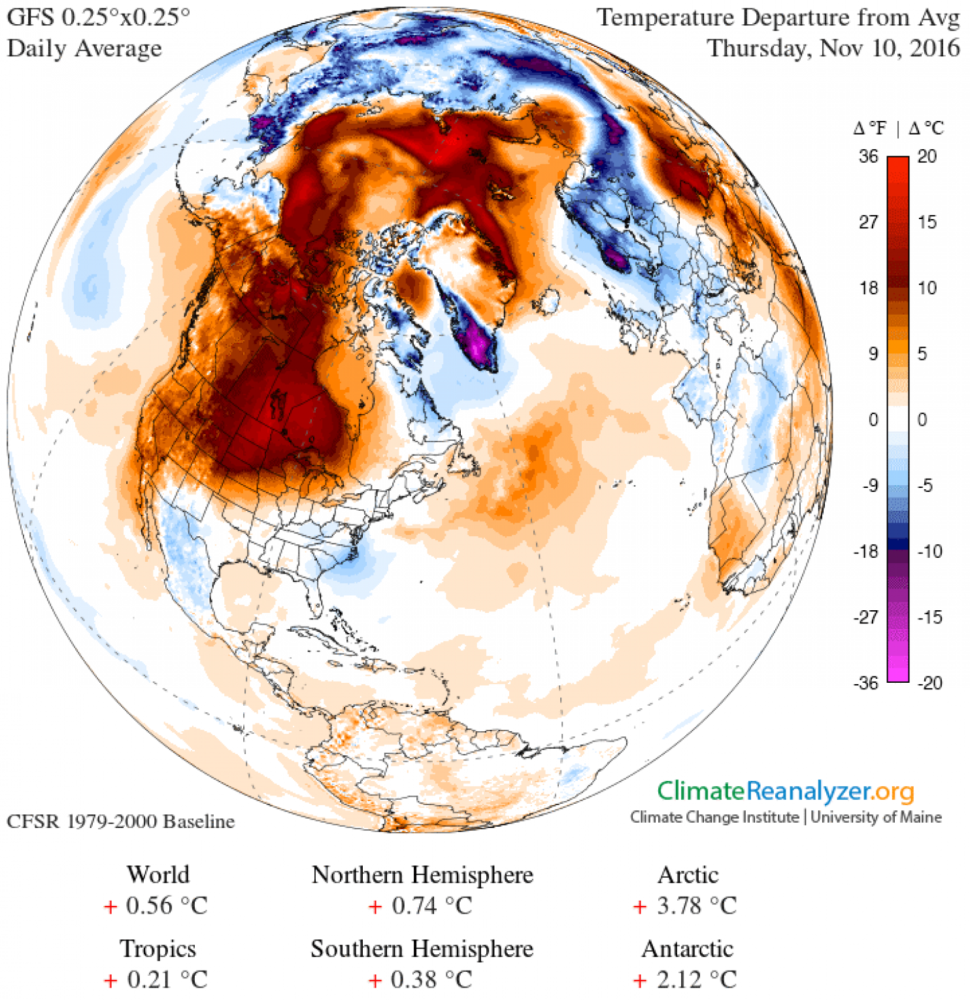 GFS 0.25°x0.25°
Daily Average
Temperature Departure from Avg
Thursday, Nov 10, 2016
Δ °F | Δ °C
36 20
27 15
18 10
9 5
0 0
-9 -5
-18 -10
-27 -15
-36 -20
ClimateReanalyzer.org
Climate Change Institute | University of Maine
CFSR 1979-2000 Baseline
World
+ 0.56 °C
Northern Hemisphere
+ 0.74 °C
Arctic
+ 3.78 °C
Tropics
+ 0.21 °C
Southern Hemisphere
+ 0.38 °C
Antarctic
+ 2.12 °C